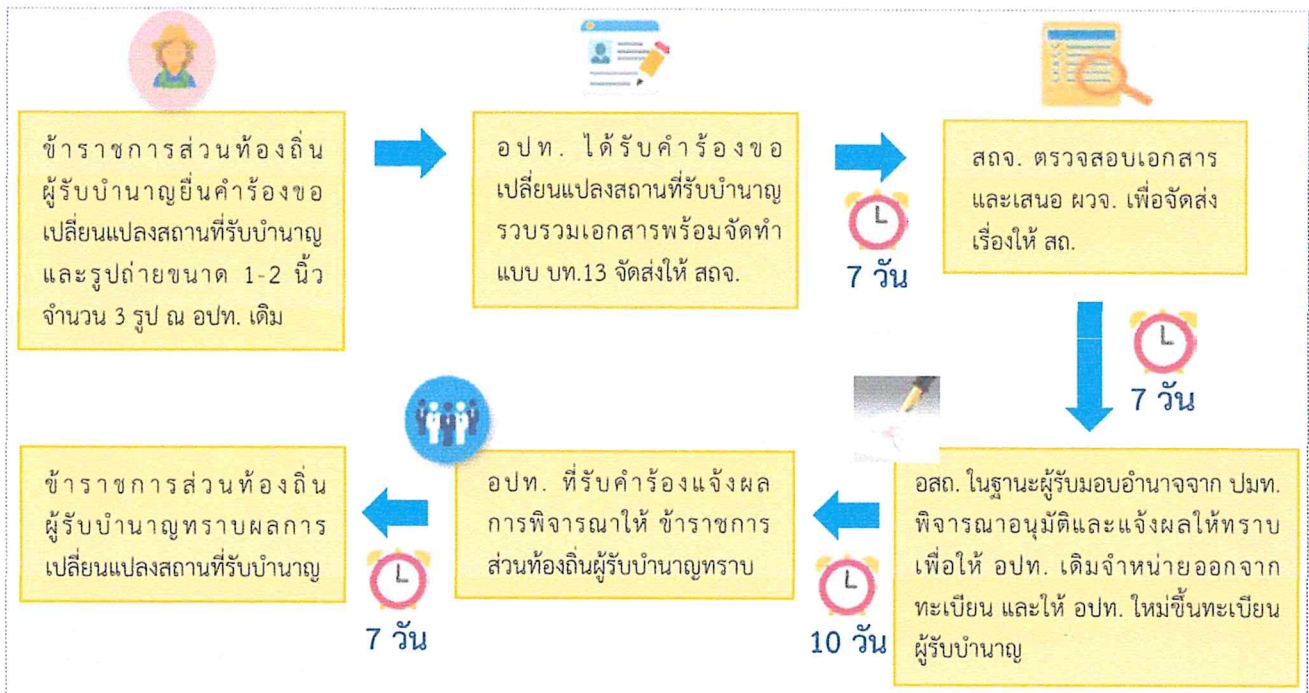 ข้าราชการส่วนท้องถิ่น
ผู้รับบำนาญยื่นคำร้องขอ
เปลี่ยนแปลงสถานที่รับบำนาญ
และรูปถ่ายขนาด 1-2 นิ้ว
จำนวน 3 รูป ณ อปท. เดิม
อปท. ได้รับคำร้องขอ
เปลี่ยนแปลงสถานที่รับบำนาญ
รวบรวมเอกสารพร้อมจัดทำ
แบบ บท.13 จัดส่งให้ สถจ.
7 วัน
สถจ. ตรวจสอบเอกสาร
และเสนอ ผวจ. เพื่อจัดส่ง
เรื่องให้ สถ.
7 วัน
อสถ. ในฐานะผู้รับมอบอำนาจจาก ปมท.
พิจารณาอนุมัติและแจ้งผลให้ทราบ
เพื่อให้ อปท. เดิมจำหน่ายออกจาก
ทะเบียน และให้ อปท. ใหม่ขึ้นทะเบียน
ผู้รับบำนาญ
10 วัน
อปท. ที่รับคำร้องแจ้งผล
การพิจารณาให้ ข้าราชการ
ส่วนท้องถิ่นผู้รับบำนาญทราบ
7 วัน
ข้าราชการส่วนท้องถิ่น
ผู้รับบำนาญทราบผลการ
เปลี่ยนแปลงสถานที่รับบำนาญ